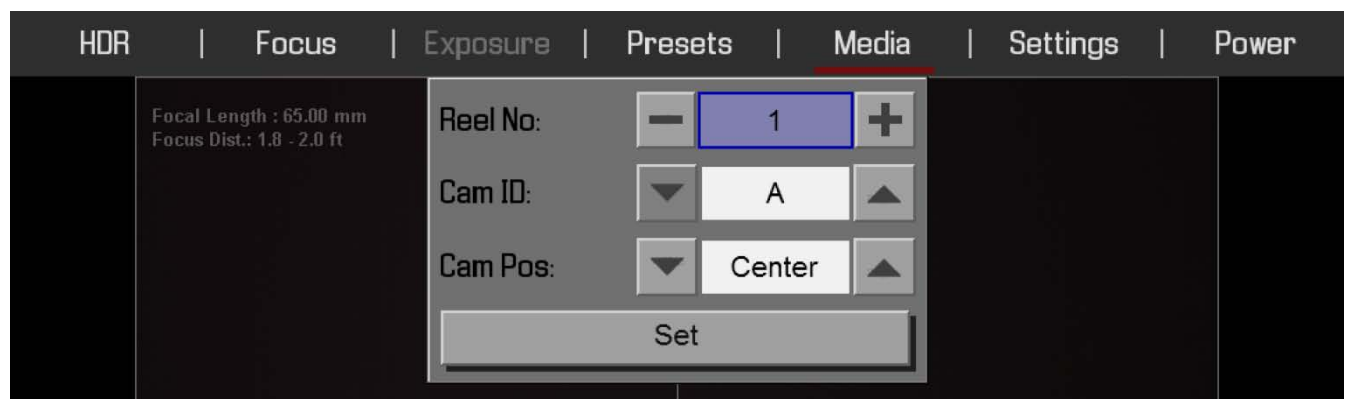 HDR | Focus | Exposure | Presets | Media | Settings | Power
Focal Length : 65.00 mm
Focus Dist.: 1.8 - 2.0 ft
Reel No: 1
Cam ID: A
Cam Pos: Center
Set